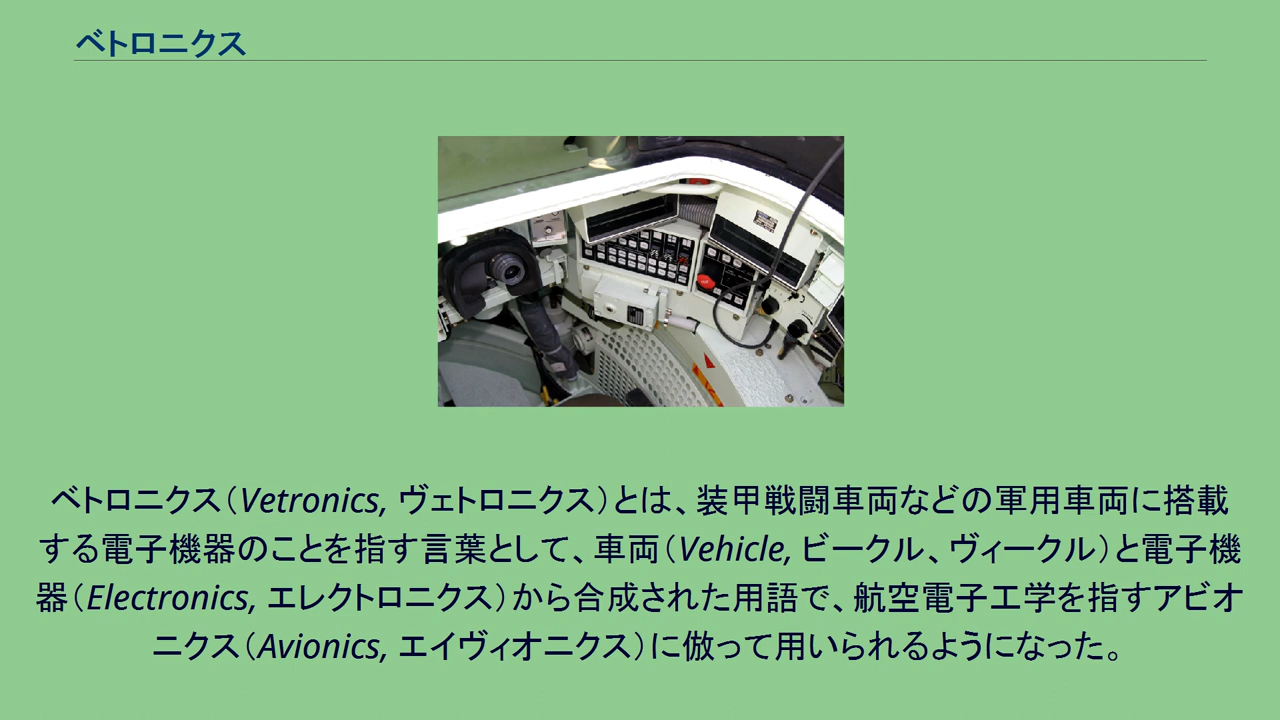 ベトロニクス
ベトロニクス（Vetronics, ヴェトロニクス）とは、装甲戦闘車両などの軍用車両に搭載
する電子機器のことを指す言葉として、車両（Vehicle, ビークル、ヴィークル）と電子機
器（Electronics, エレクトロニクス）から合成された用語で、航空電子工学を指すアビオ
ニクス（Avionics, エイヴィオニクス）に倣って用いられるようになった。